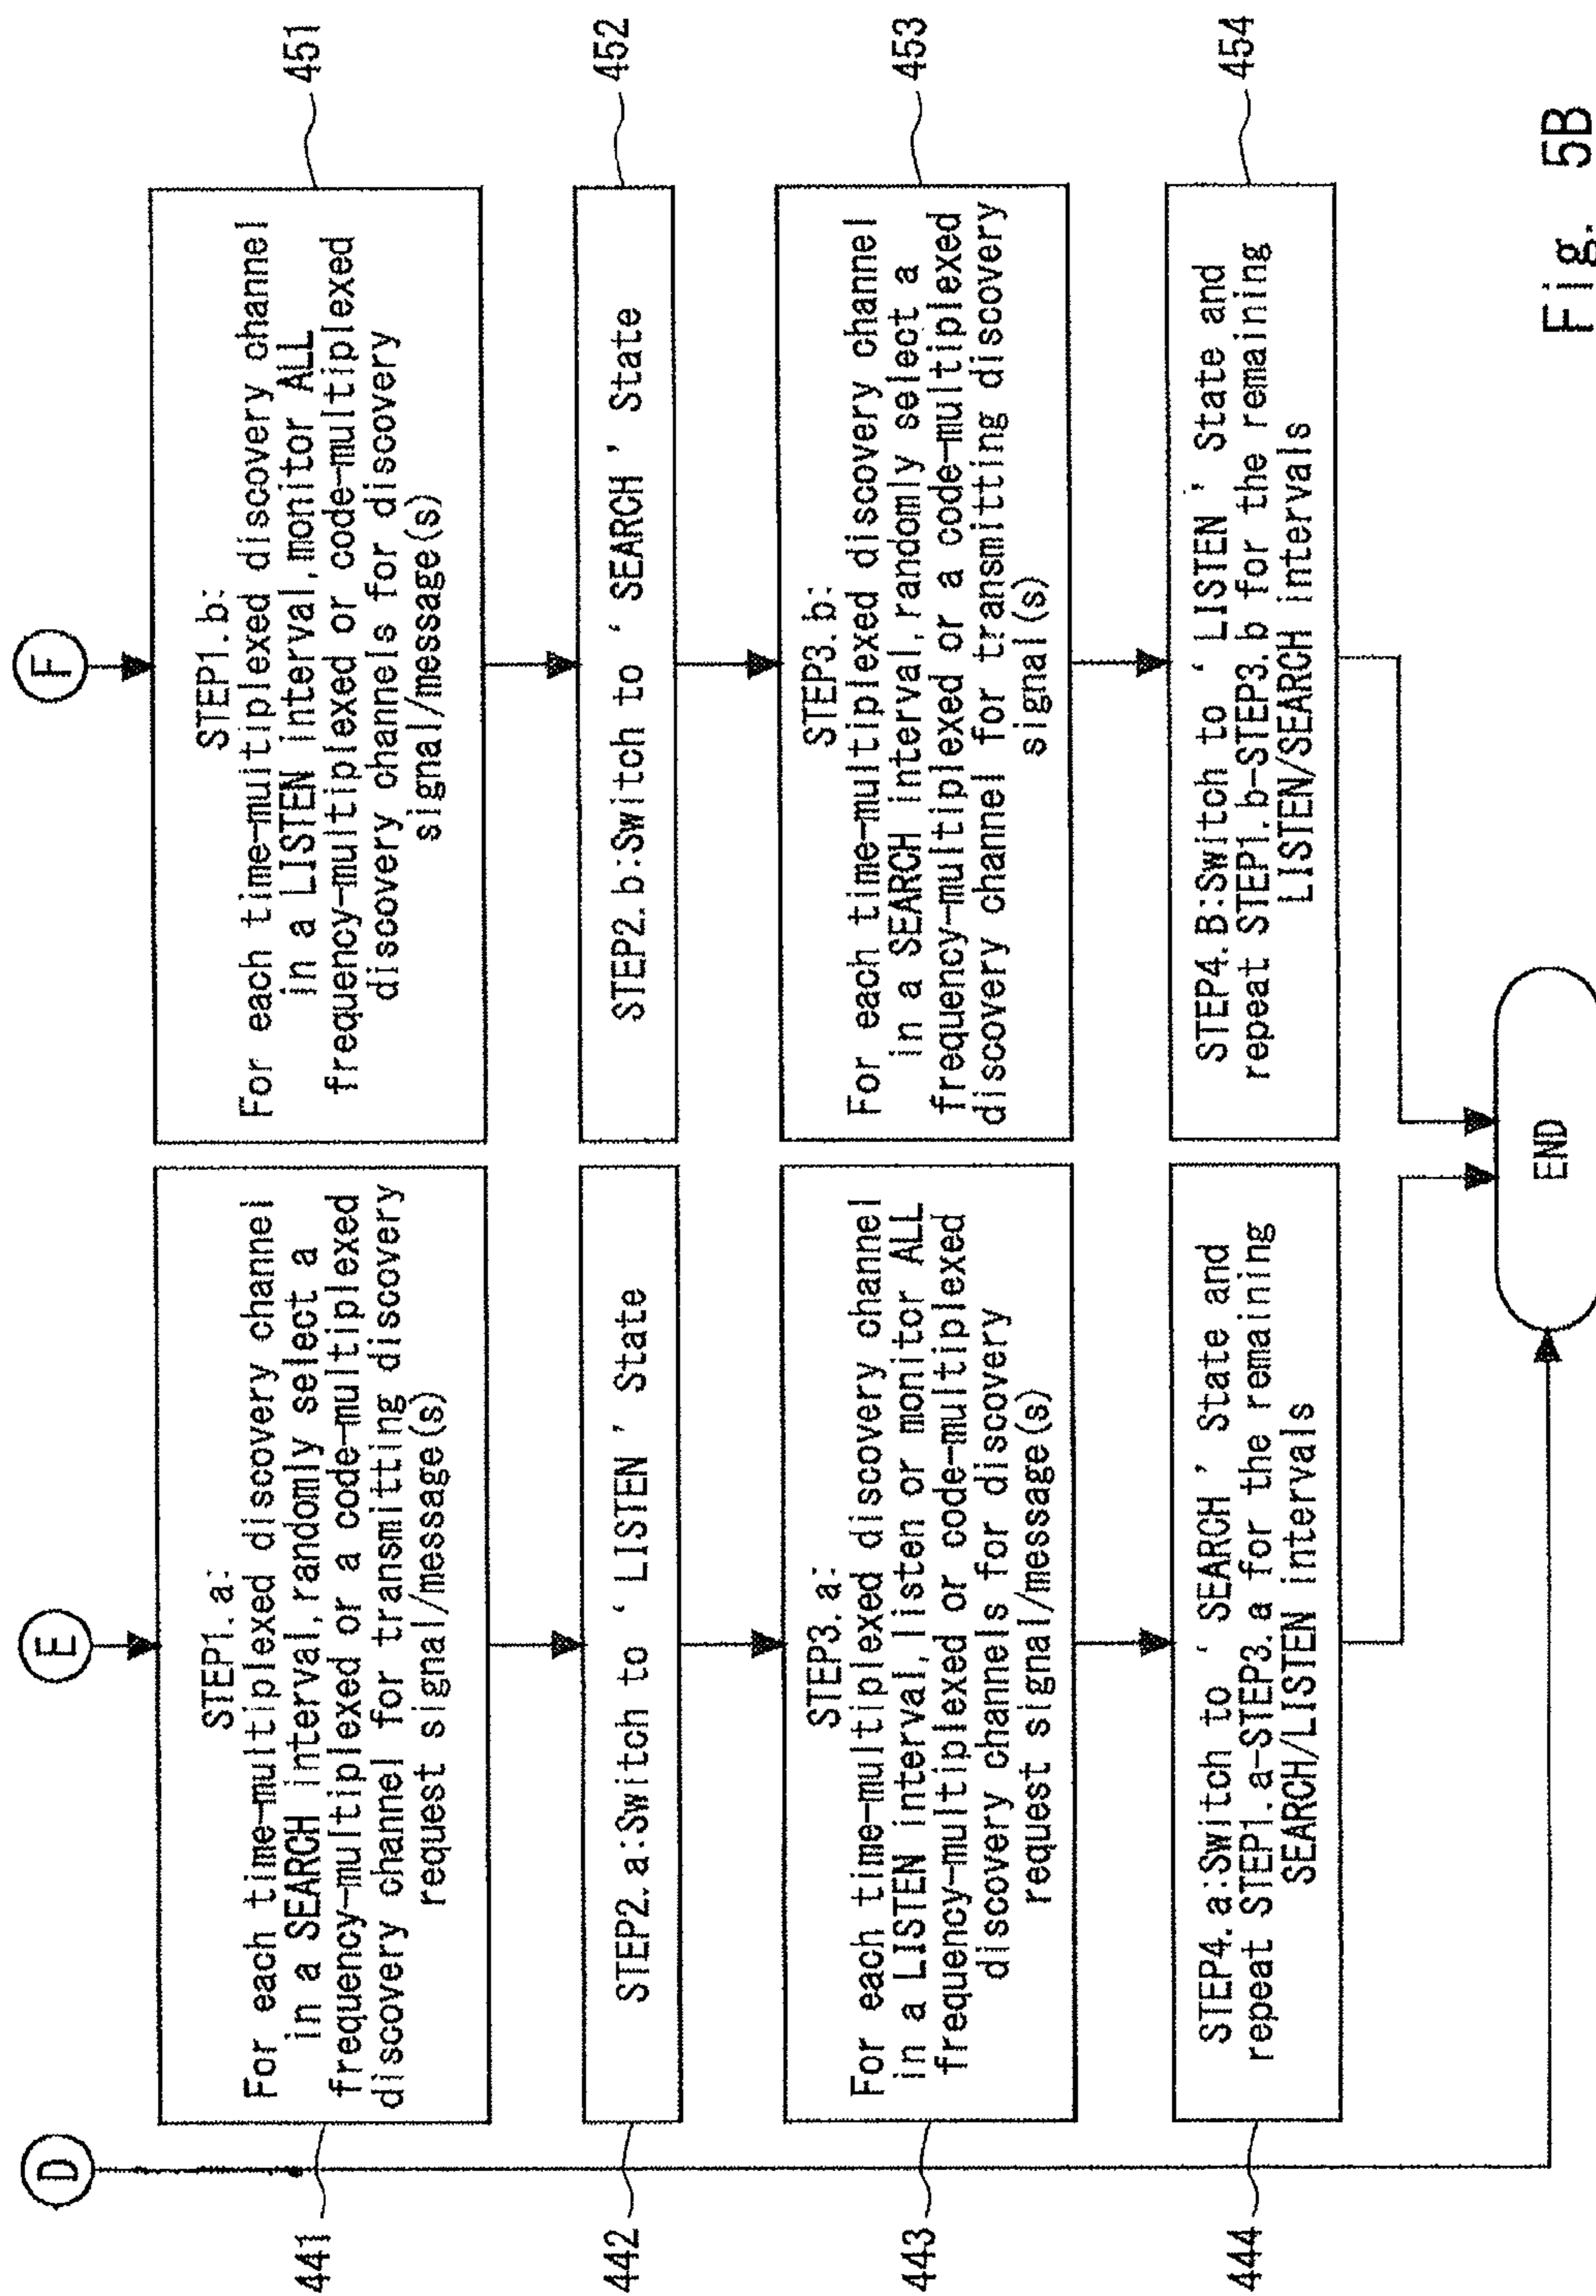 D
E
F
441
STEP1.a:
For each time-multiplexed discovery channel
in a SEARCH interval,randomly select a
frequency-multiplexed or a code-multiplexed
discovery channel for transmitting discovery
request signal/message(s)
442
STEP2.a:Switch to ‘ LISTEN ’ State
443
STEP3.a:
For each time-multiplexed discovery channel
in a LISTEN interval,listen or monitor ALL
frequency-multiplexed or code-multiplexed
discovery channels for discovery
request signal/message(s)
444
STEP4.a:Switch to ‘ SEARCH ’ State and
repeat STEP1.a-STEP3.a for the remaining
SEARCH/LISTEN intervals
STEP1.b:
For each time-multiplexed discovery channel
in a LISTEN interval,monitor ALL
frequency-multiplexed or code-multiplexed
discovery channels for discovery
signal/message(s)
451
STEP2.b:Switch to ‘ SEARCH ’ State
452
STEP3.b:
For each time-multiplexed discovery channel
in a SEARCH interval,randomly select a
frequency-multiplexed or a code-multiplexed
discovery channel for transmitting discovery
signal(s)
453
STEP4.B:Switch to ‘ LISTEN ’ State and
repeat STEP1.b-STEP3.b for the remaining
LISTEN/SEARCH intervals
454
END
Fig. 5B